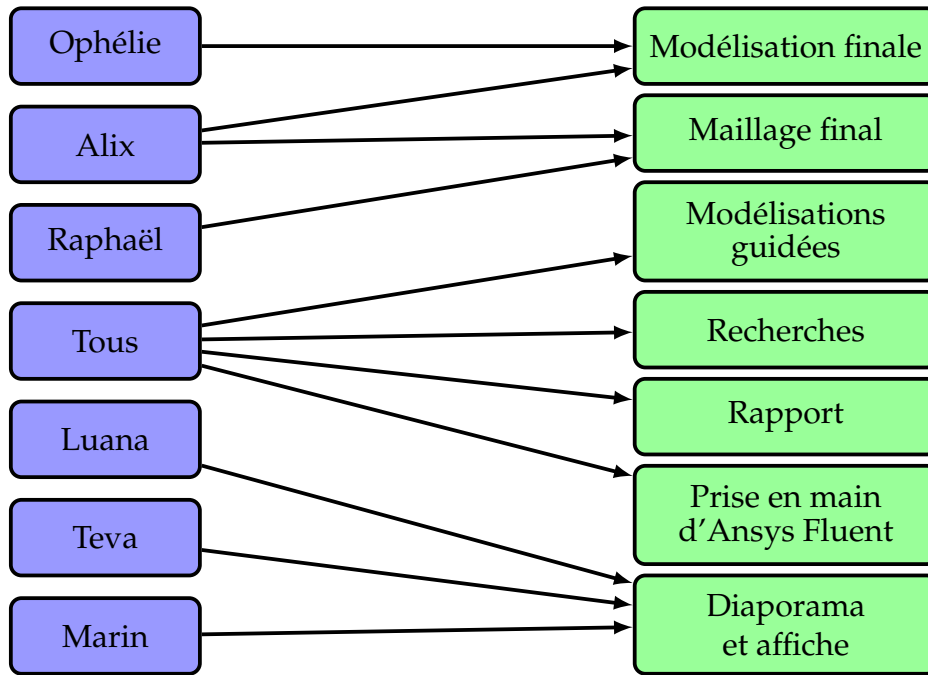 Ophélie
Alix
Raphaël
Tous
Luana
Teva
Marin
Modélisation finale
Maillage final
Modélisations
guidées
Recherches
Rapport
Prise en main
d'Ansys Fluent
Diaporama
et affiche